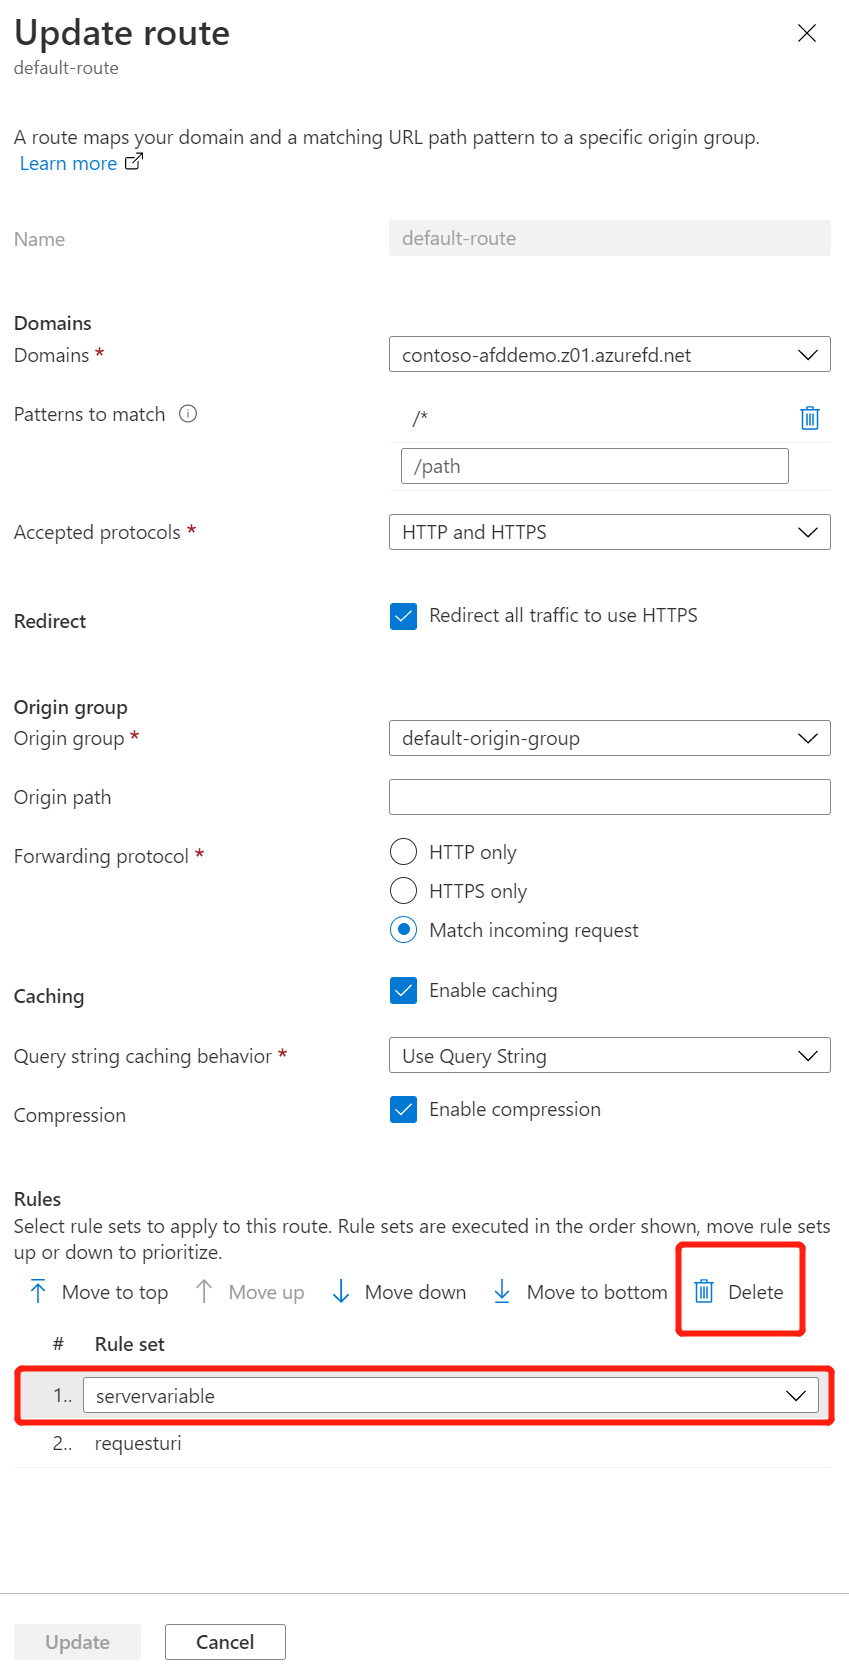 Update route
default-route
A route maps your domain and a matching URL path pattern to a specific origin group.
Learn more
Name
default-route
Domains
Domains *
contoso-afddemo.z01.azurefd.net
Patterns to match
/*
/path
Accepted protocols *
HTTP and HTTPS
Redirect
Redirect all traffic to use HTTPS
Origin group
Origin group *
default-origin-group
Origin path
Forwarding protocol *
HTTP only
HTTPS only
Match incoming request
Caching
Enable caching
Query string caching behavior *
Use Query String
Compression
Enable compression
Rules
Select rule sets to apply to this route. Rule sets are executed in the order shown, move rule sets
up or down to prioritize.
Move to top Move up Move down Move to bottom Delete
# Rule set
1.. servervariable
2.. requesturi
Update Cancel